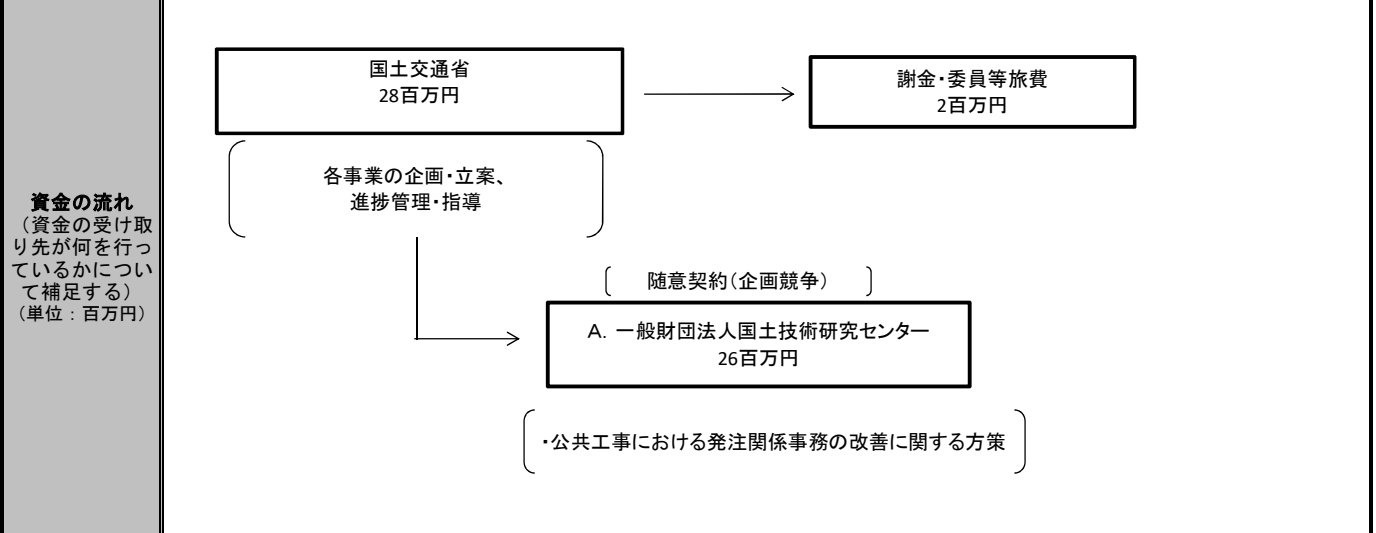 資金の流れ
（資金の受け取
り先が何を行っ
ているかについ
て補足する）
（単位：百万円）
国土交通省
28百万円
謝金・委員等旅費
2百万円
各事業の企画・立案、
進捗管理・指導
随意契約（企画競争）
A．一般財団法人国土技術研究センター
26百万円
・公共工事における発注関係事務の改善に関する方策